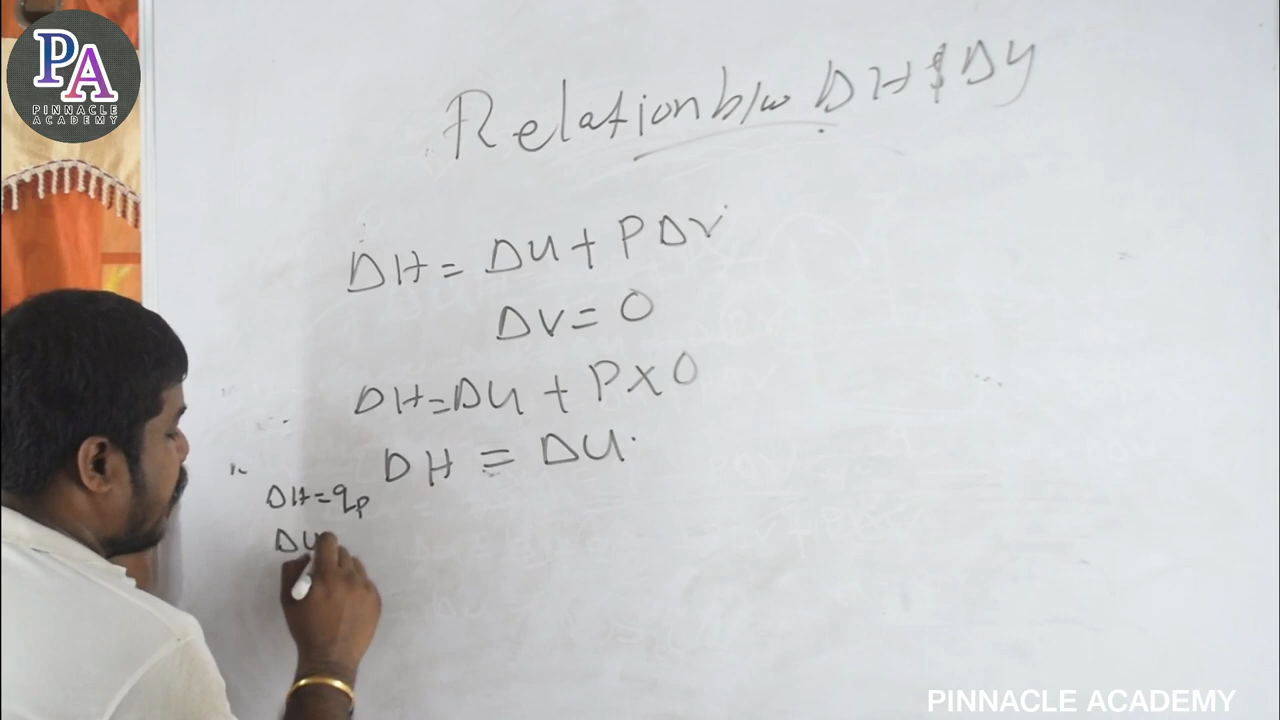 PA
PINNACLE
ACADEMY
Relation b/w ΔH & ΔU
ΔH = ΔU + PΔV
ΔV = 0
ΔH = ΔU + P X 0
ΔH = ΔU.
ΔH = qp
ΔU
PINNACLE ACADEMY